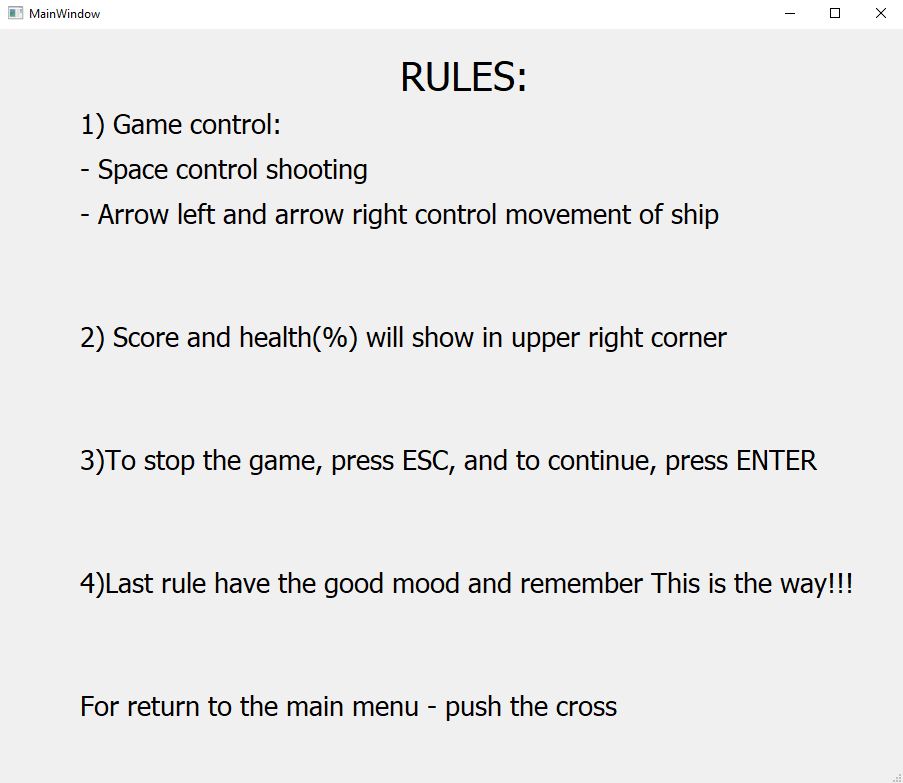 MainWindow
RULES:
1) Game control:
- Space control shooting
- Arrow left and arrow right control movement of ship
2) Score and health(%) will show in upper right corner
3)To stop the game, press ESC, and to continue, press ENTER
4)Last rule have the good mood and remember This is the way!!!
For return to the main menu - push the cross